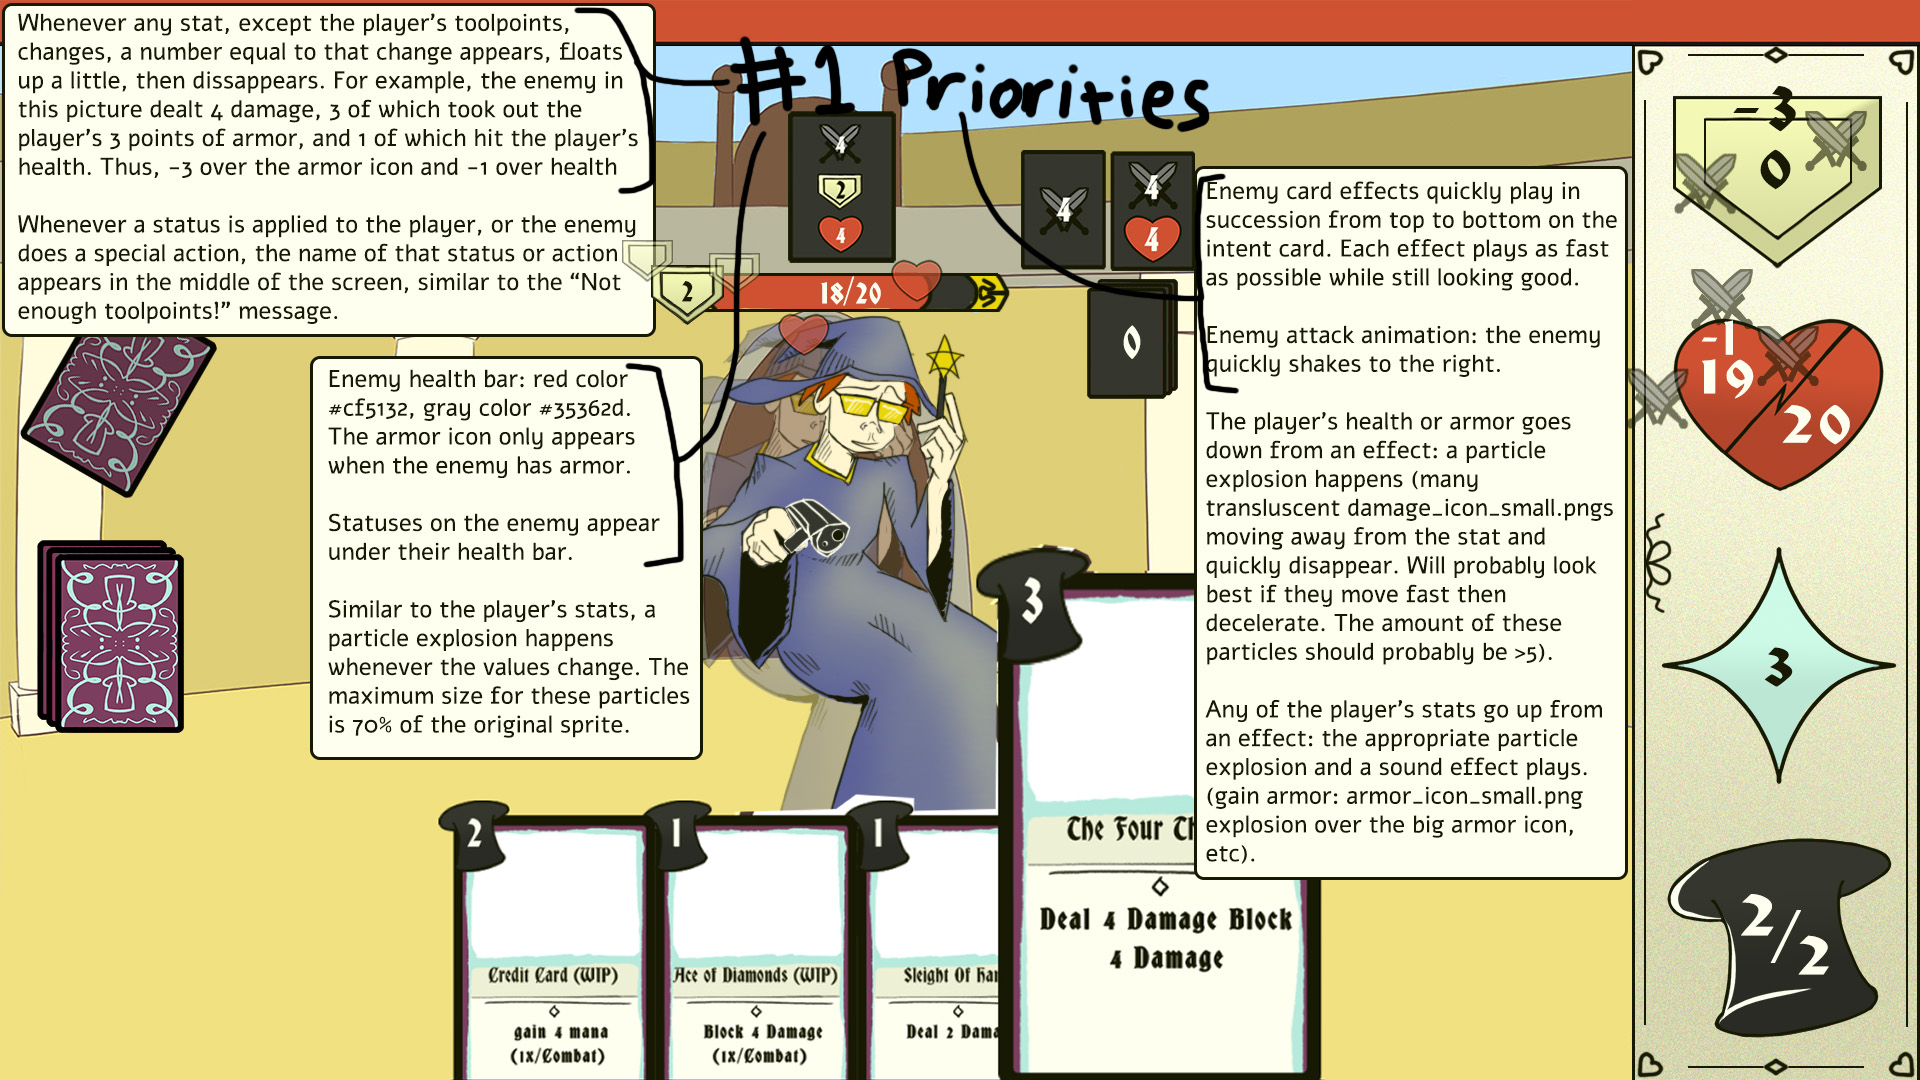 Whenever any stat, except the player's toolpoints,
changes, a number equal to that change appears, floats
up a little, then dissappears. For example, the enemy in
this picture dealt 4 damage, 3 of which took out the
player's 3 points of armor, and 1 of which hit the player's
health. Thus, -3 over the armor icon and -1 over health
Whenever a status is applied to the player, or the enemy
does a special action, the name of that status or action
appears in the middle of the screen, similar to the “Not
enough toolpoints!” message.
#1 Priorities
4
2
4
4
4
4
2
18/20
0
Enemy health bar: red color
#cf5132, gray color #35362d.
The armor icon only appears
when the enemy has armor.
Statuses on the enemy appear
under their health bar.
Similar to the player's stats, a
particle explosion happens
whenever the values change. The
maximum size for these particles
is 70% of the original sprite.
Enemy card effects quickly play in
succession from top to bottom on the
intent card. Each effect plays as fast
as possible while still looking good.
Enemy attack animation: the enemy
quickly shakes to the right.
The player's health or armor goes
down from an effect: a particle
explosion happens (many
transluscent damage_icon_small.pngs
moving away from the stat and
quickly disappear. Will probably look
best if they move fast then
decelerate. The amount of these
particles should probably be >5).
Any of the player's stats go up from
an effect: the appropriate particle
explosion and a sound effect plays.
(gain armor: armor_icon_small.png
explosion over the big armor icon,
etc).
2
Credit Card (WIP)
gain 4 mana
(1x/Combat)
1
Ace of Diamonds (WIP)
Block 4 Damage
(1x/Combat)
1
Sleight Of
Deal 2
3
The Four
Deal 4 Damage Block
4 Damage
-3
0
-1
19
20
3
2/2